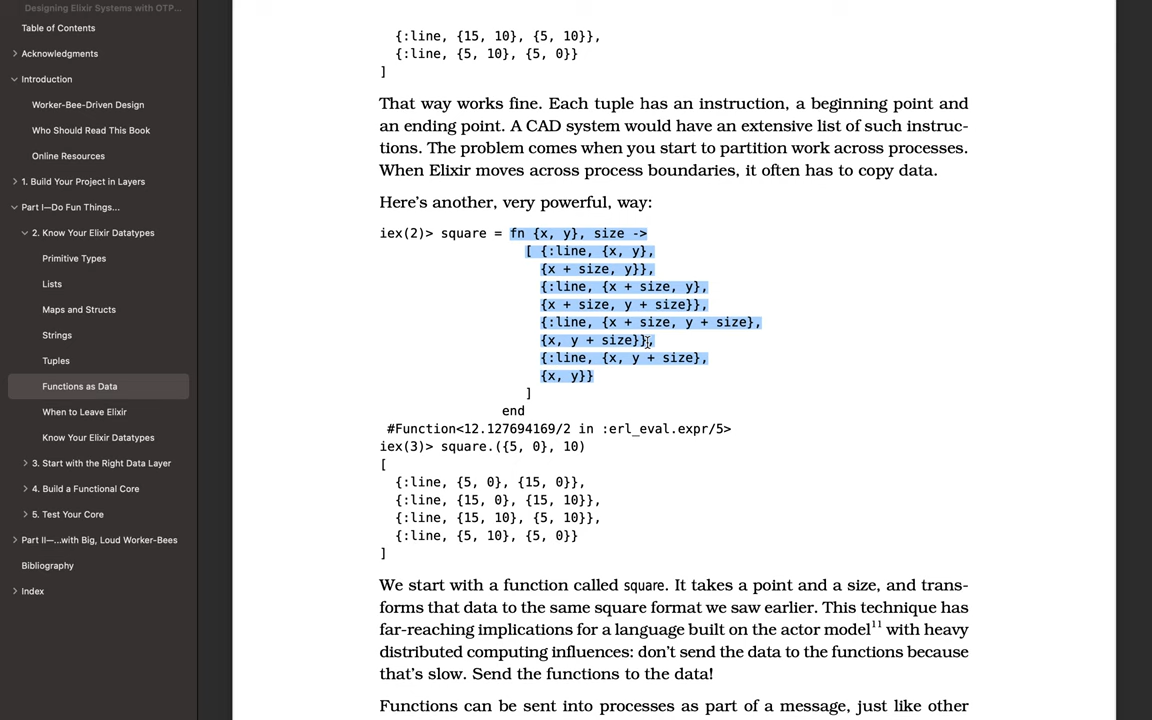 Designing Elixir Systems with OTP...
Table of Contents
Acknowledgments
Introduction
Worker-Bee-Driven Design
Who Should Read This Book
Online Resources
1. Build Your Project in Layers
Part I—Do Fun Things...
2. Know Your Elixir Datatypes
Primitive Types
Lists
Maps and Structs
Strings
Tuples
Functions as Data
When to Leave Elixir
Know Your Elixir Datatypes
3. Start with the Right Data Layer
4. Build a Functional Core
5. Test Your Core
Part II—...with Big, Loud Worker-Bees
Bibliography
Index
{:line, {15, 10}, {5, 10}},
{:line, {5, 10}, {5, 0}}
]
That way works fine. Each tuple has an instruction, a beginning point and
an ending point. A CAD system would have an extensive list of such instruc-
tions. The problem comes when you start to partition work across processes.
When Elixir moves across process boundaries, it often has to copy data.
Here's another, very powerful, way:
iex(2)> square = fn {x, y}, size ->
[ {:line, {x, y},
{x + size, y}},
{:line, {x + size, y},
{x + size, y + size}},
{:line, {x + size, y + size},
{x, y + size}},
{:line, {x, y + size},
{x, y}}
]
end
#Function<12.127694169/2 in :erl_eval.expr/5>
iex(3)> square.({5, 0}, 10)
[
{:line, {5, 0}, {15, 0}},
{:line, {15, 0}, {15, 10}},
{:line, {15, 10}, {5, 10}},
{:line, {5, 10}, {5, 0}}
]
We start with a function called square. It takes a point and a size, and trans-
forms that data to the same square format we saw earlier. This technique has
far-reaching implications for a language built on the actor model11 with heavy
distributed computing influences: don't send the data to the functions because
that's slow. Send the functions to the data!
Functions can be sent into processes as part of a message, just like other